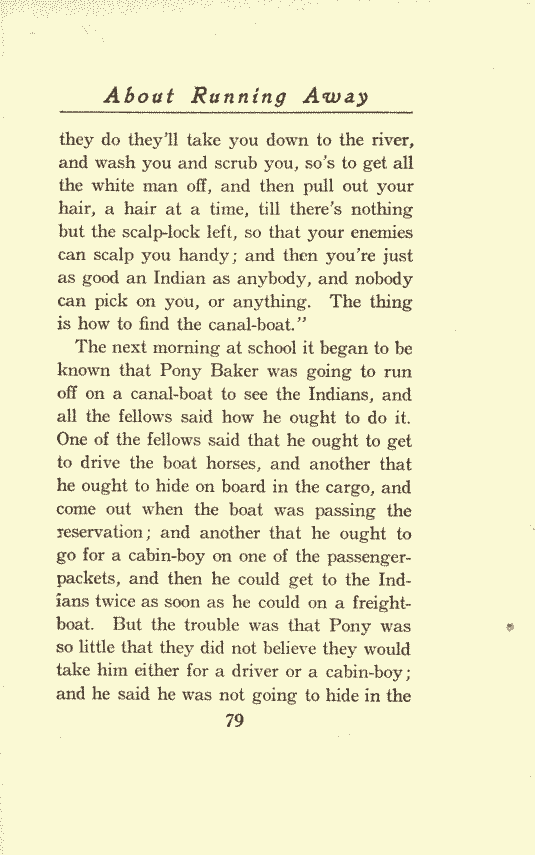 About Running Away
they do they'll take you down to the river,
and wash you and scrub you, so's to get all
the white man off, and then pull out your
hair, a hair at a time, till there's nothing
but the scalp-lock left, so that your enemies
can scalp you handy; and then you're just
as good an Indian as anybody, and nobody
can pick on you, or anything. The thing
is how to find the canal-boat."
The next morning at school it began to be
known that Pony Baker was going to run
off on a canal-boat to see the Indians, and
all the fellows said how he ought to do it.
One of the fellows said that he ought to get
to drive the boat horses, and another that
he ought to hide on board in the cargo, and
come out when the boat was passing the
reservation; and another that he ought to
go for a cabin-boy on one of the passenger-
packets, and then he could get to the Ind-
ians twice as soon as he could on a freight-
boat. But the trouble was that Pony was
so little that they did not believe they would
take him either for a driver or a cabin-boy;
and he said he was not going to hide in the
79